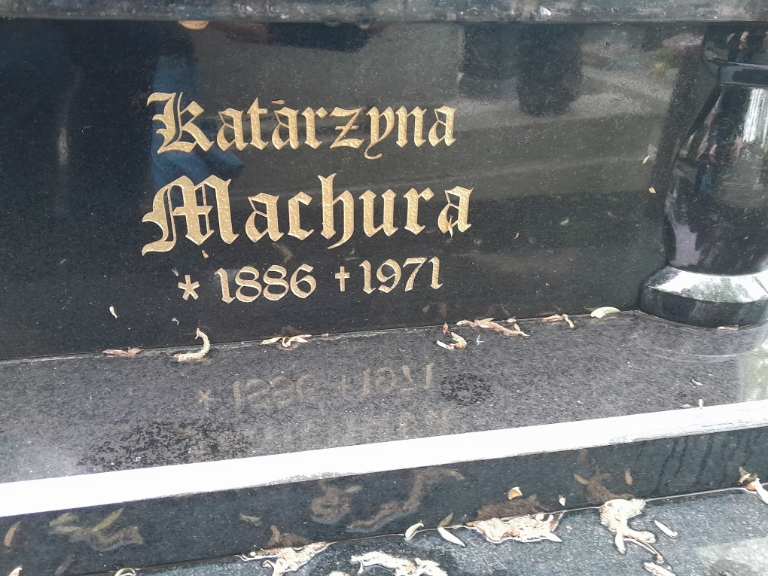 Katarzyna
Machura
* 1886 † 1971